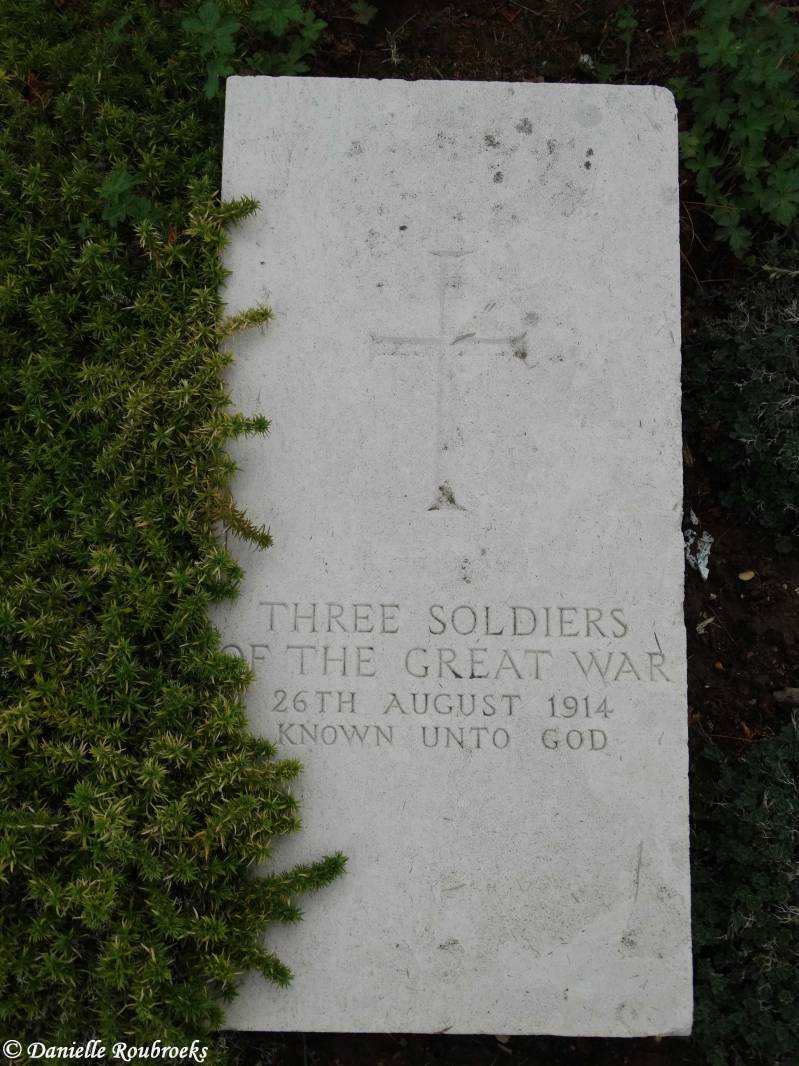 THREE SOLDIERS
OF THE GREAT WAR
26TH AUGUST 1914
KNOWN UNTO GOD
© Danielle Roubroeks